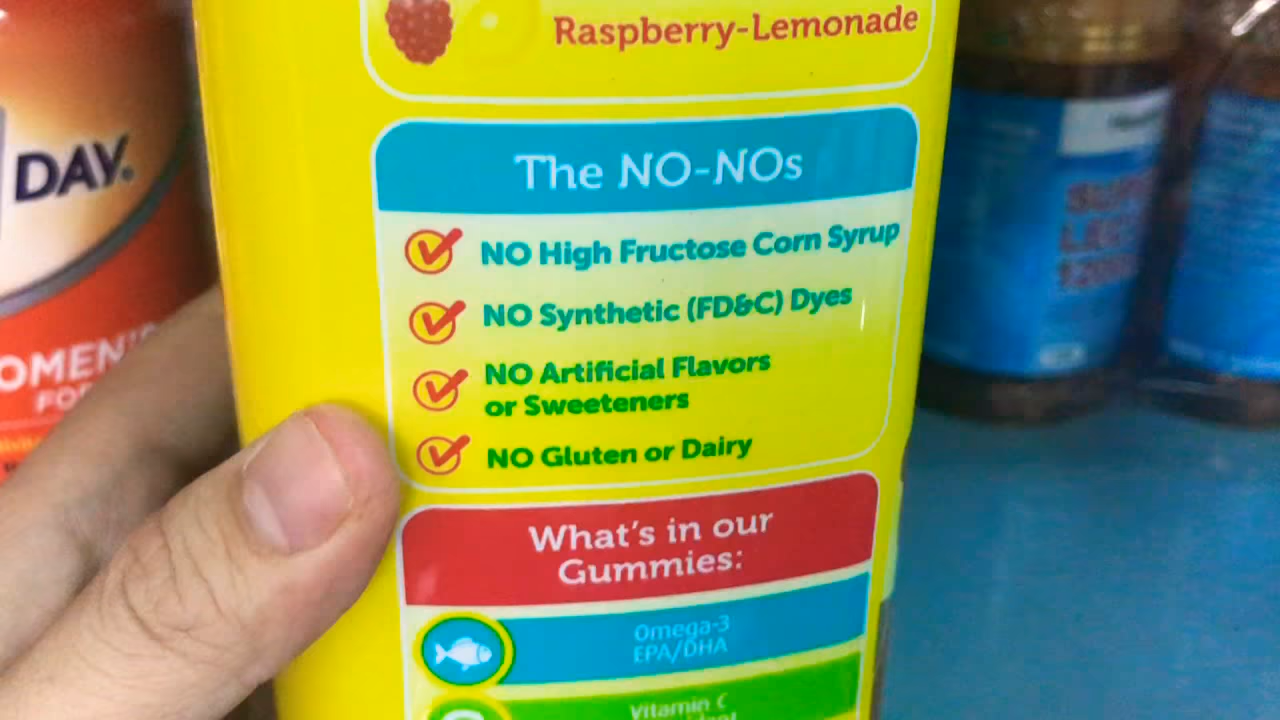 Raspberry-Lemonade
The NO-NOs
NO High Fructose Corn Syrup
NO Synthetic (FD&C) Dyes
NO Artificial Flavors
or Sweeteners
NO Gluten or Dairy
What's in our
Gummies:
Omega-3
EPA/DHA
Vitamin C
DAY.